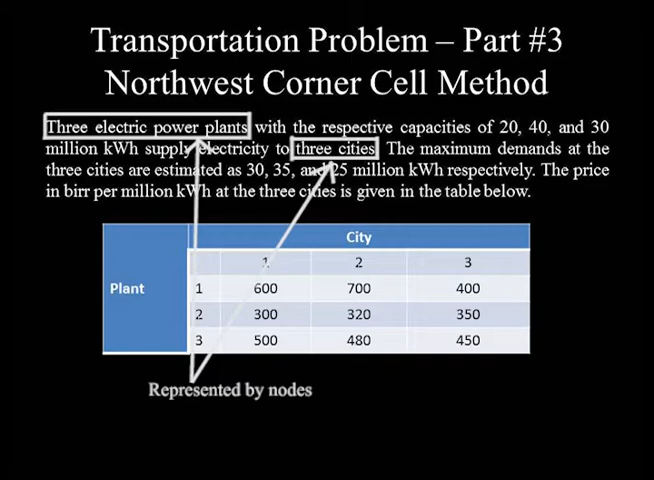 Transportation Problem – Part #3
Northwest Corner Cell Method
Three electric power plants with the respective capacities of 20, 40, and 30
million kWh supply electricity to three cities. The maximum demands at the
three cities are estimated as 30, 35, and 25 million kWh respectively. The price
in birr per million kWh at the three cities is given in the table below.
City
1 2 3
Plant 1 600 700 400
2 300 320 350
3 500 480 450
Represented by nodes